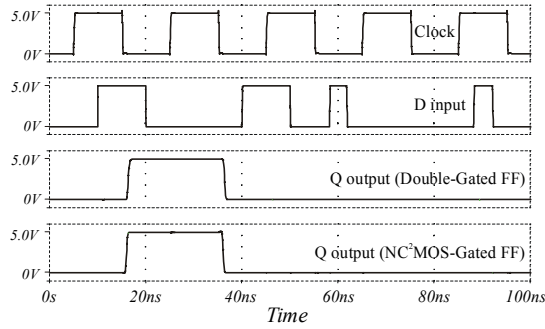 5.0V
Clock
0V
5.0V
D input
0V
5.0V
Q output (Double-Gated FF)
0V
5.0V
Q output (NC²MOS-Gated FF)
0V
0s 20ns 40ns 60ns 80ns 100ns
Time